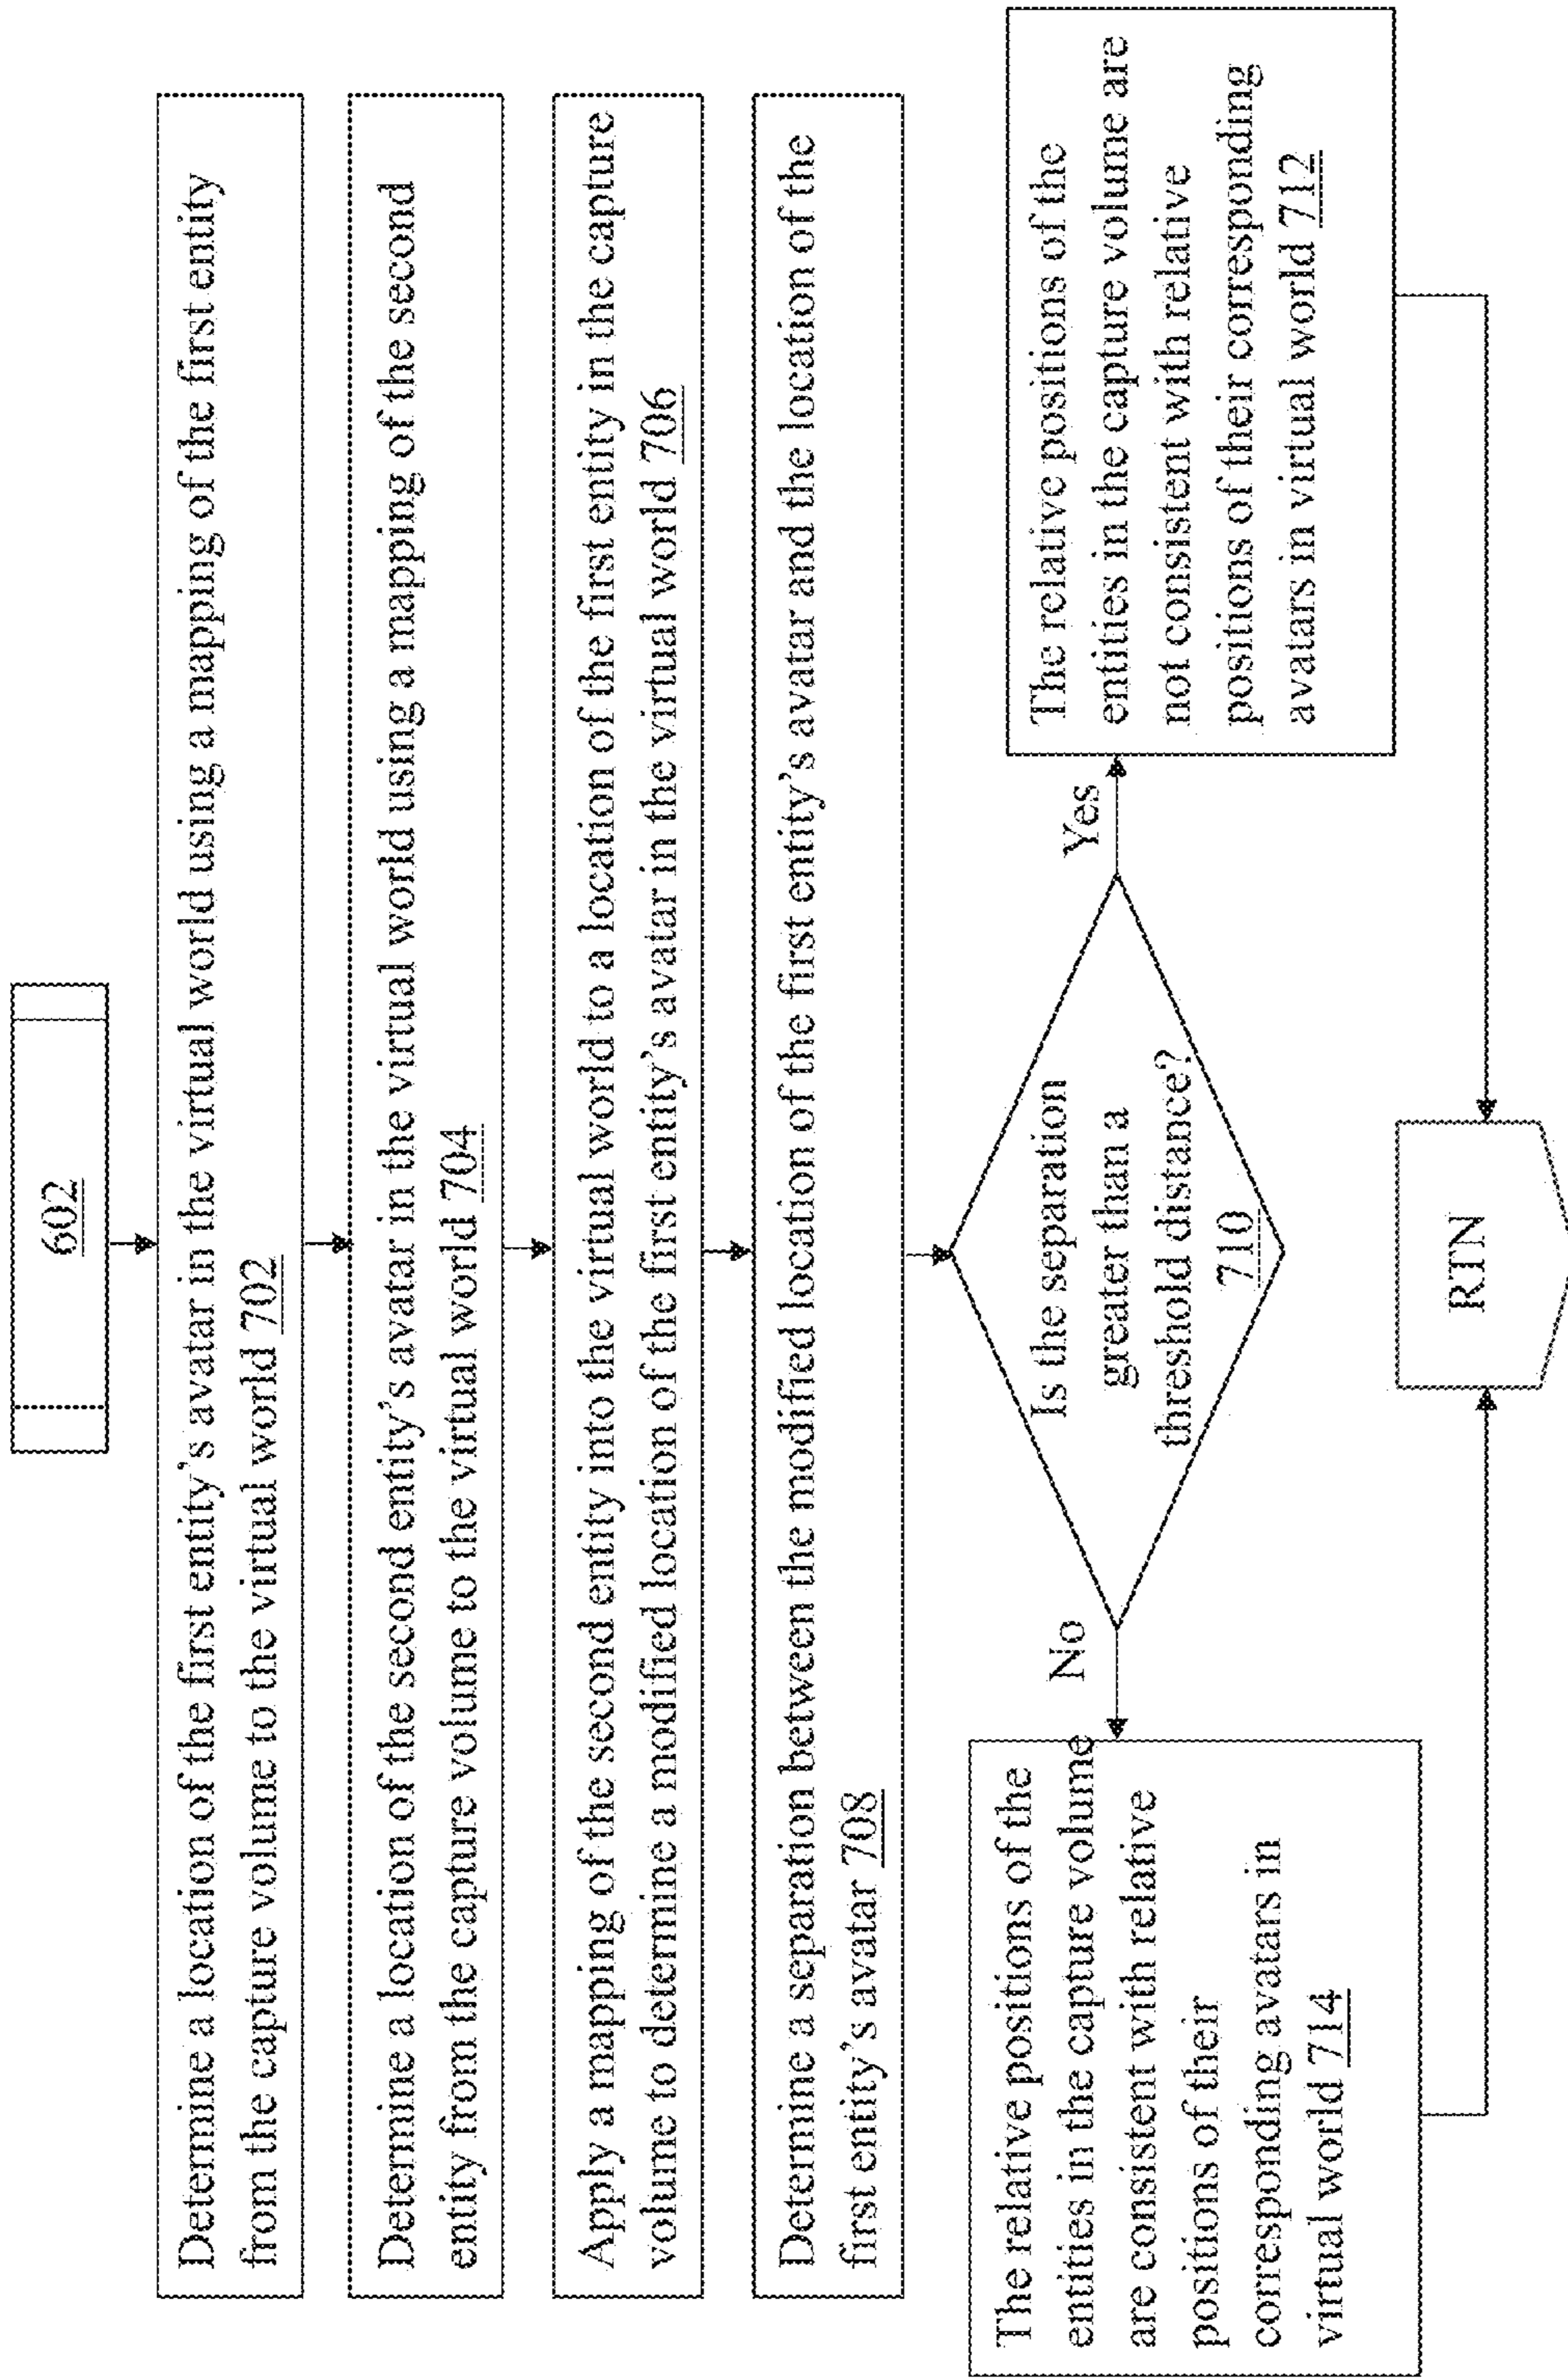 602
Determine a location of the first entity's avatar in the virtual world using a mapping of the first entity
from the capture volume to the virtual world 702
Determine a location of the second entity's avatar in the virtual world using a mapping of the second
entity from the capture volume to the virtual world 704
Apply a mapping of the second entity into the virtual world to a location of the first entity in the capture
volume to determine a modified location of the first entity's avatar in the virtual world 706
Determine a separation between the modified location of the first entity's avatar and the location of the
first entity's avatar 708
Is the separation
greater than a
threshold distance?
710
No
Yes
The relative positions of the
entities in the capture volume
are consistent with relative
positions of their
corresponding avatars in
virtual world 714
The relative positions of the
entities in the capture volume are
not consistent with relative
positions of their corresponding
avatars in virtual world 712
RTN